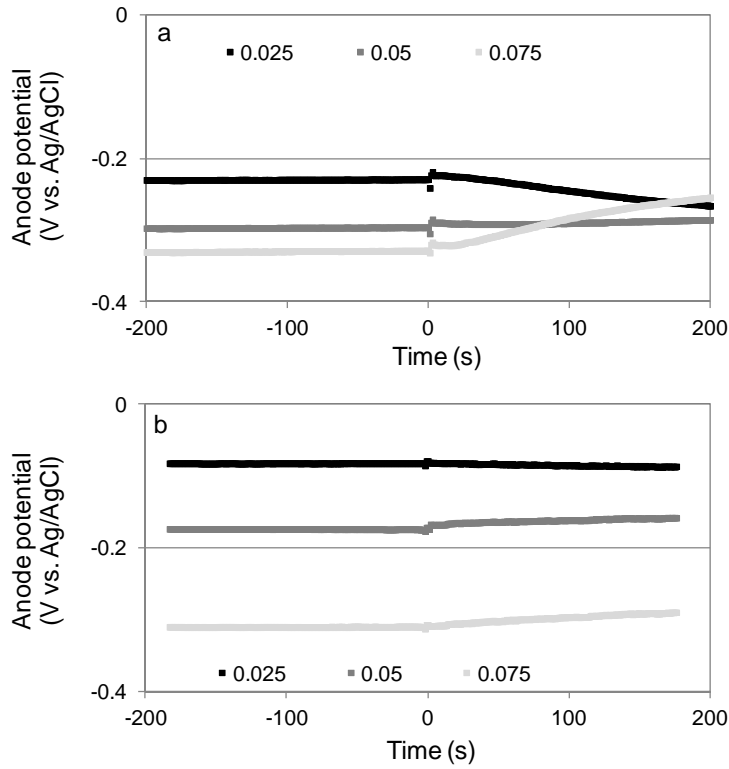 0
a
0.025 0.05 0.075
-0.2
-0.4
-200 -100 0 100 200
Time (s)
Anode potential
(V vs. Ag/AgCl)
0
b
-0.2
0.025 0.05 0.075
-0.4
-200 -100 0 100 200
Time (s)
Anode potential
(V vs. Ag/AgCl)